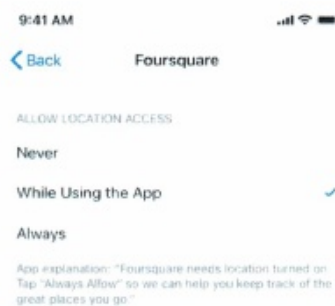 9:41 AM
Back
Foursquare
ALLOW LOCATION ACCESS
Never
While Using the App
Always
App explanation: "Foursquare needs location turned on.
Tap "Always Allow" so we can help you keep track of the
great places you go."